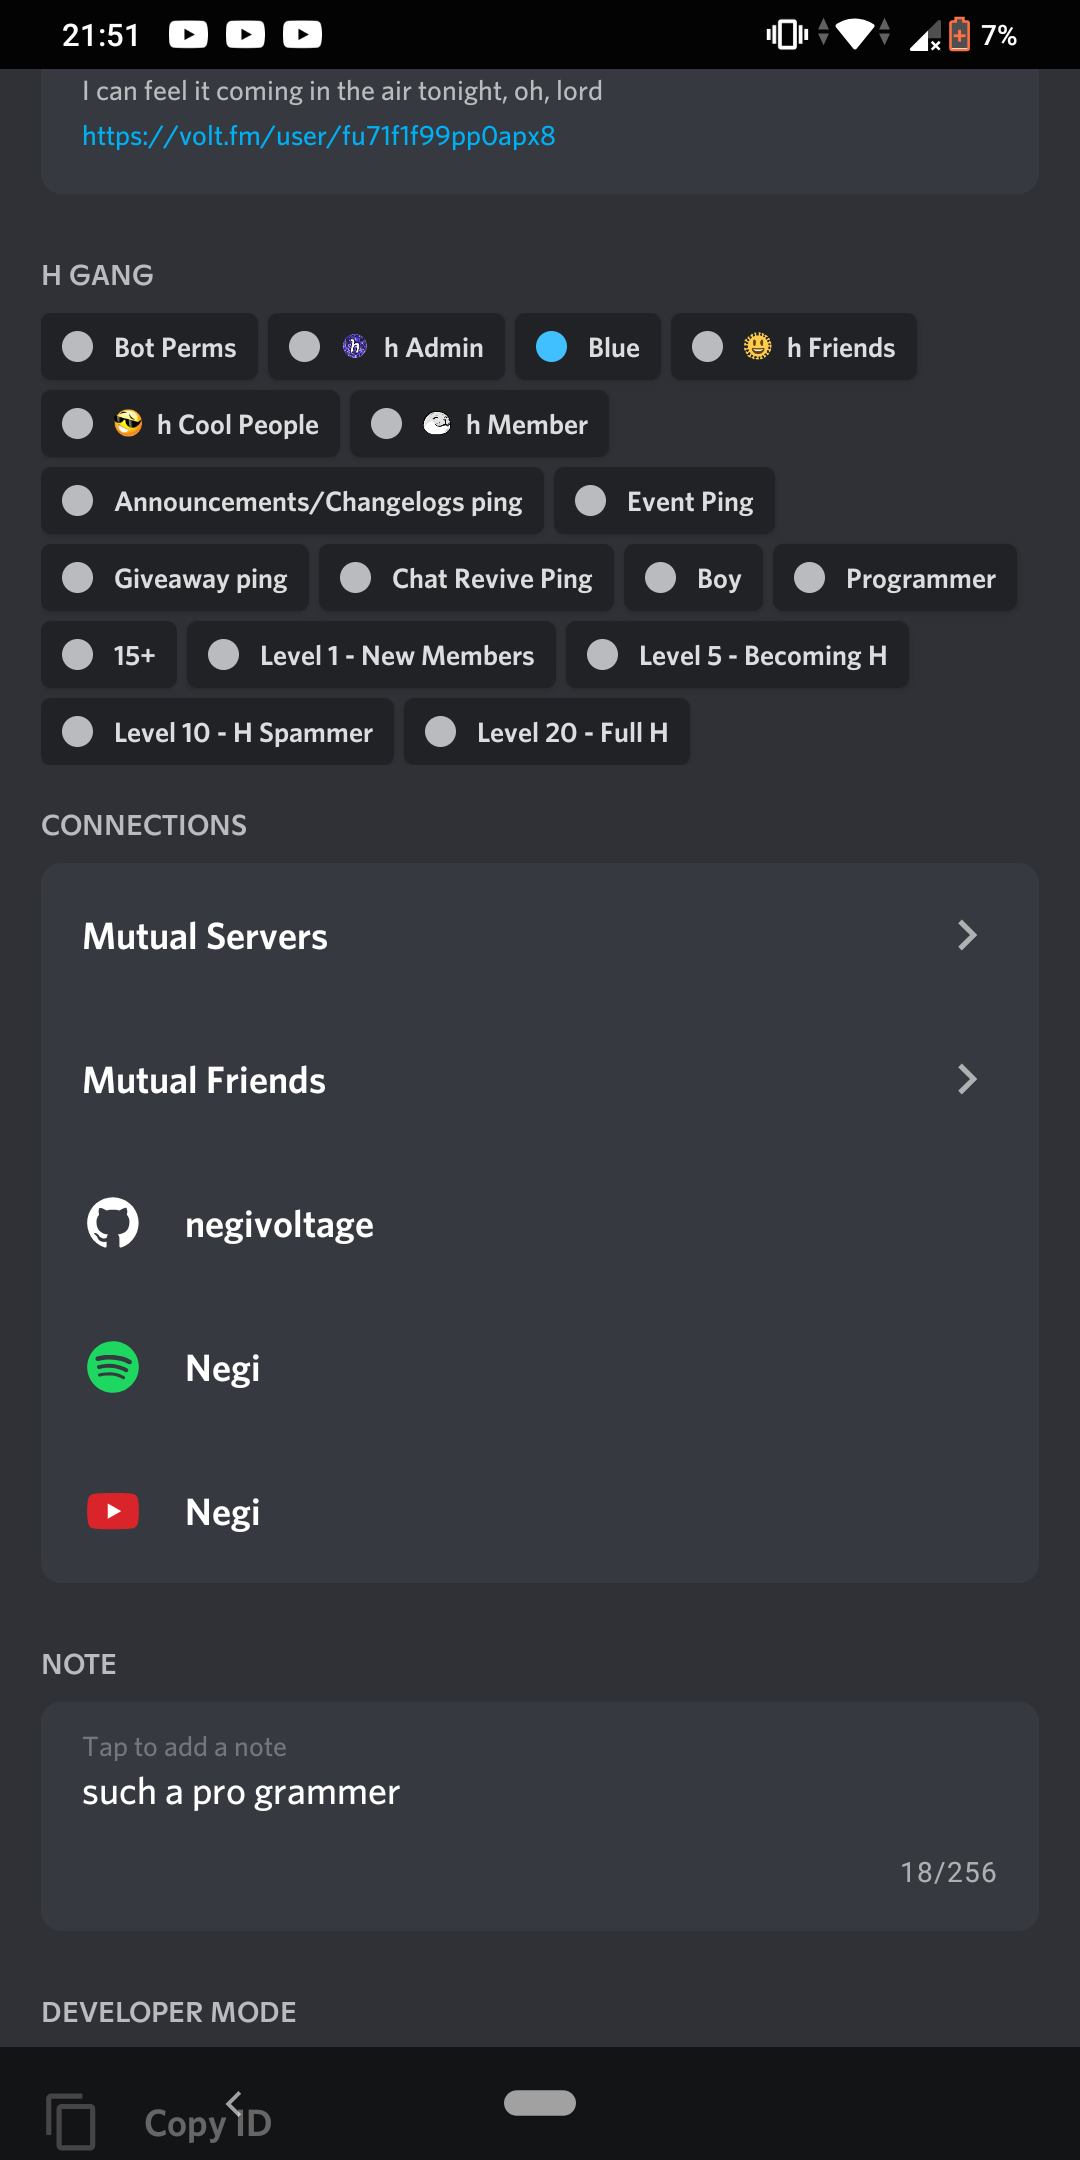 21:51 7%
I can feel it coming in the air tonight, oh, lord
https://volt.fm/user/fu71f1f99pp0apx8
H GANG
Bot Perms h h Admin Blue h Friends
h Cool People h Member
Announcements/Changelogs ping Event Ping
Giveaway ping Chat Revive Ping Boy Programmer
15+ Level 1 - New Members Level 5 - Becoming H
Level 10 - H Spammer Level 20 - Full H
CONNECTIONS
Mutual Servers
Mutual Friends
negivoltage
Negi
Negi
NOTE
Tap to add a note
such a pro grammer
18/256
DEVELOPER MODE
Copy ID